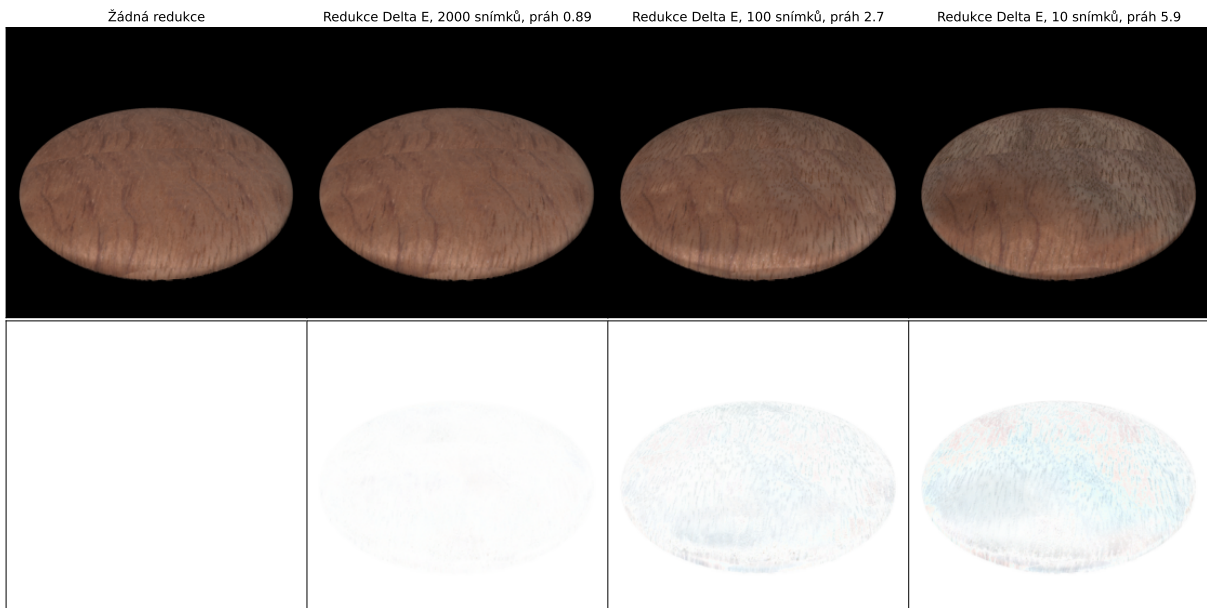 Žádná redukce
Redukce Delta E, 2000 snímků, práh 0.89
Redukce Delta E, 100 snímků, práh 2.7
Redukce Delta E, 10 snímků, práh 5.9